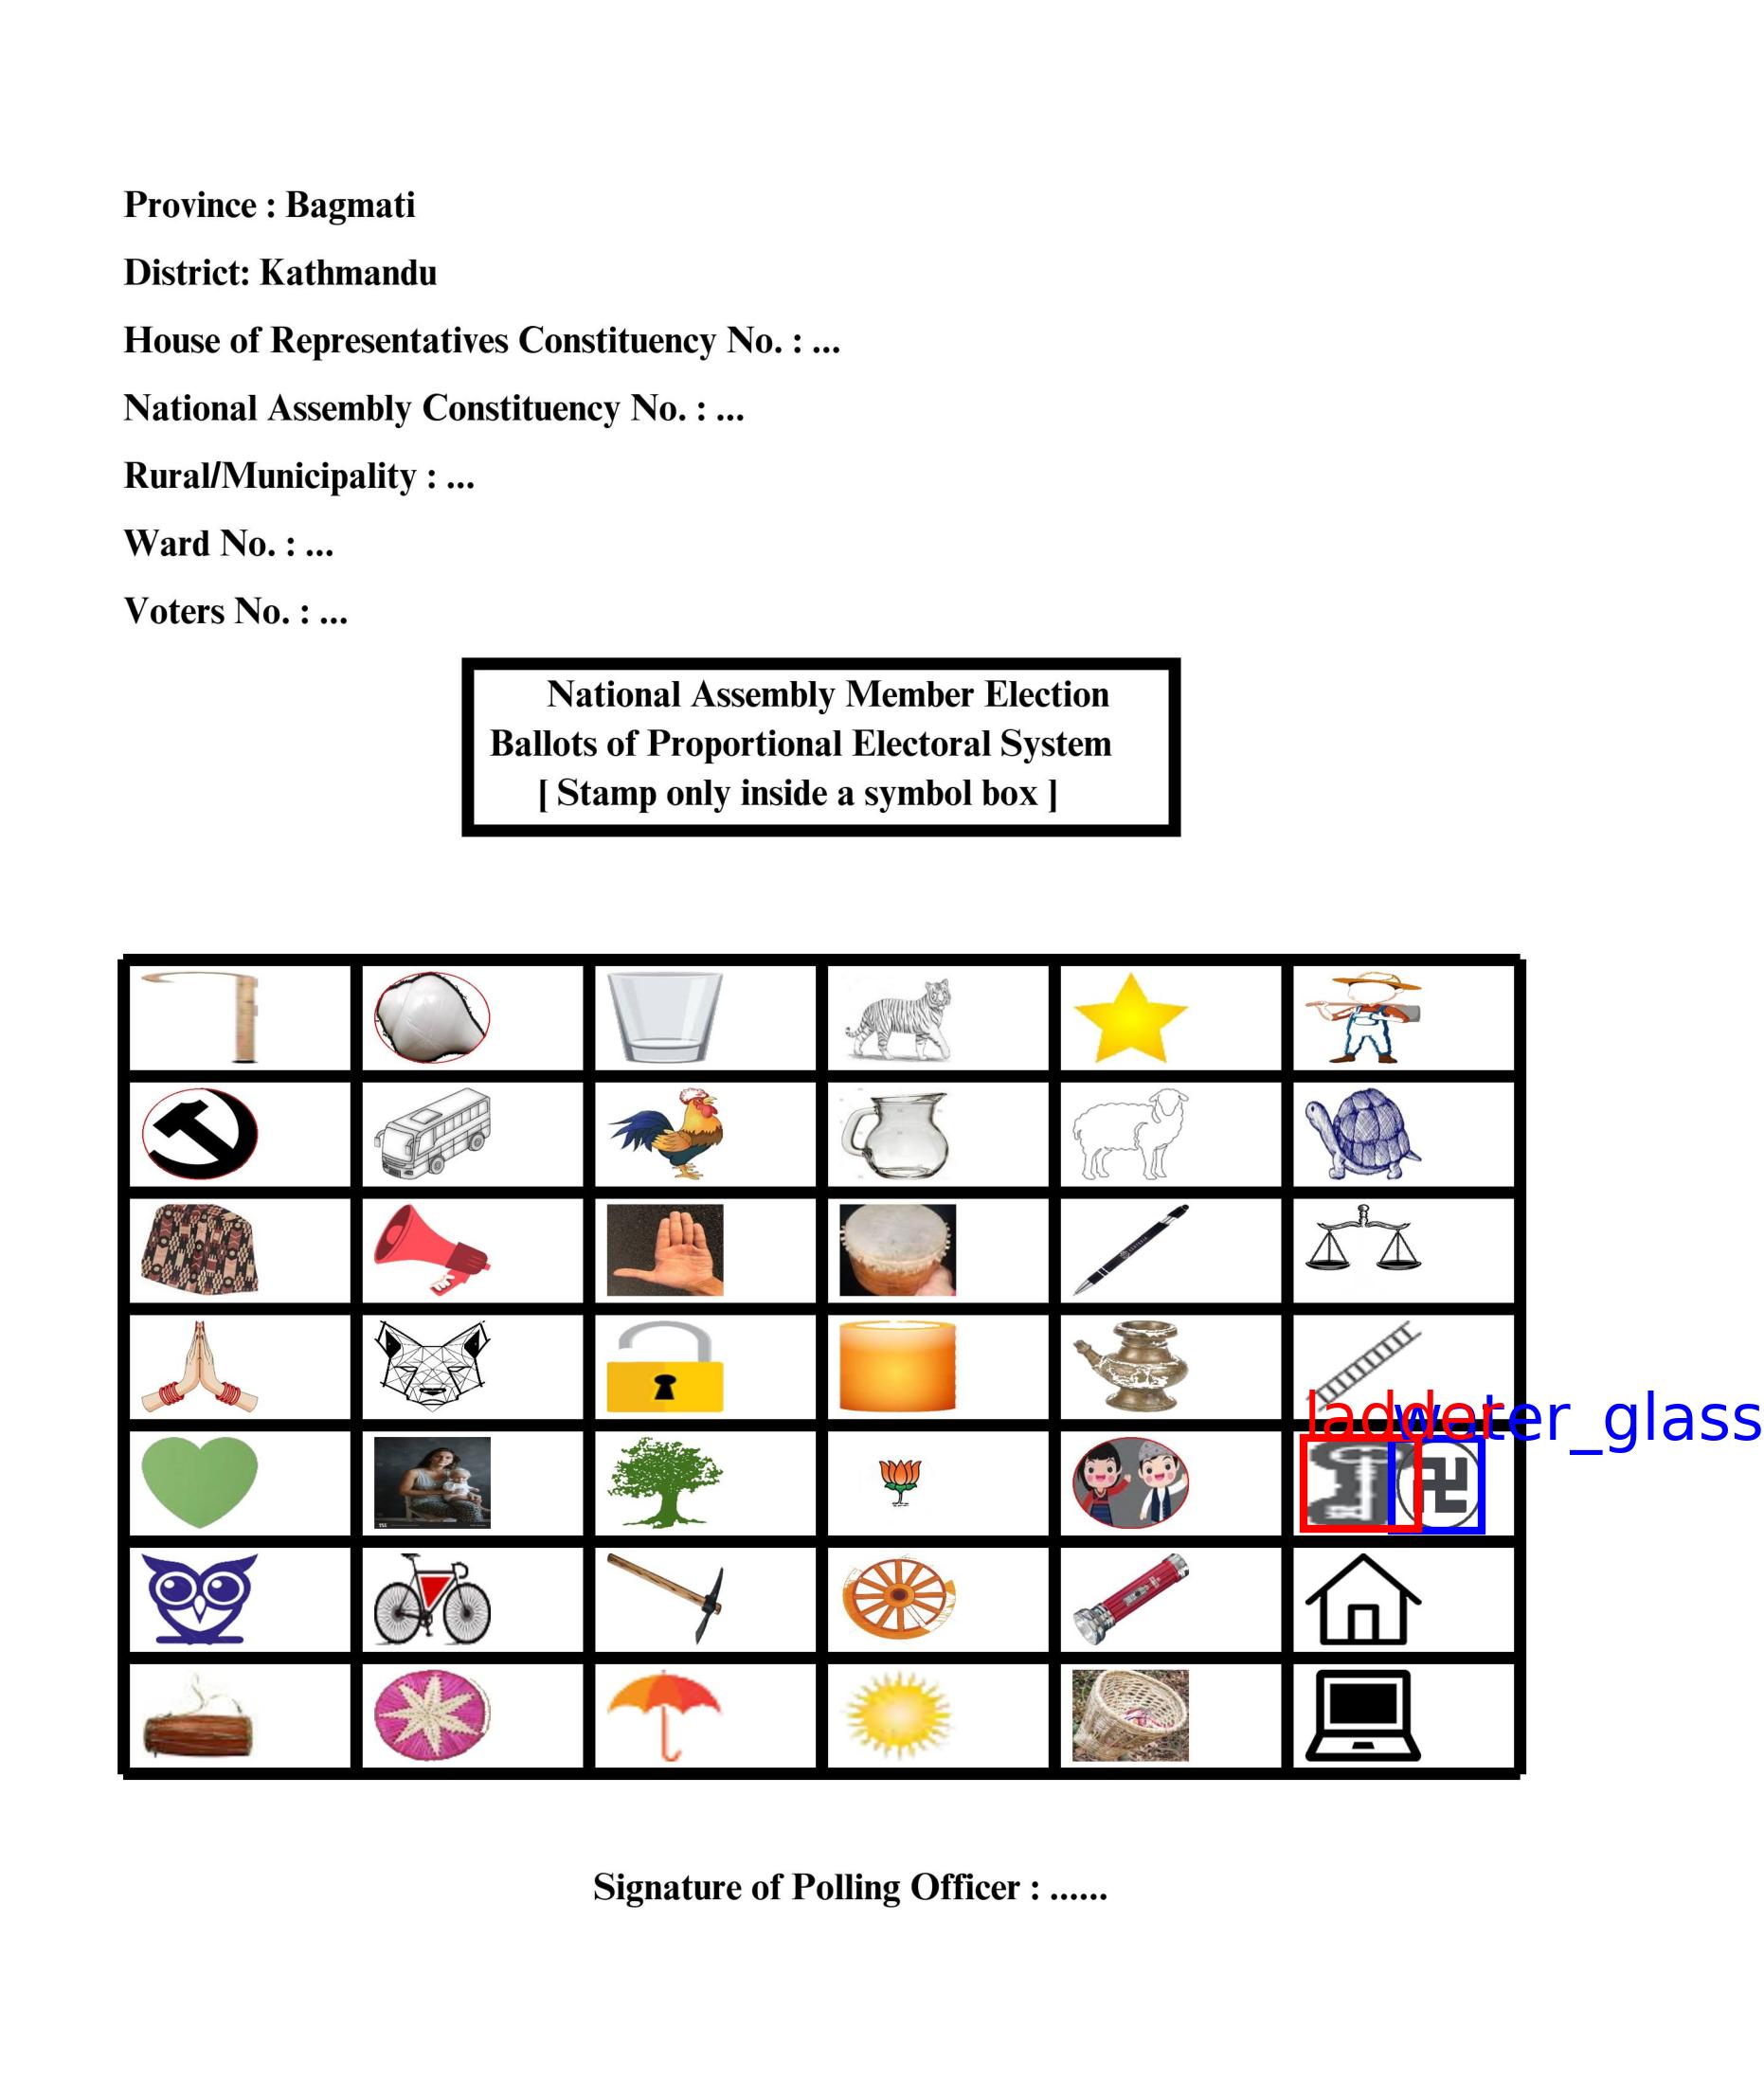 Province : Bagmati
District: Kathmandu
House of Representatives Constituency No. : ...
National Assembly Constituency No. : ...
Rural/Municipality : ...
Ward No. : ...
Voters No. : ...
National Assembly Member Election
Ballots of Proportional Electoral System
[ Stamp only inside a symbol box ]
ladder
water_glass
Signature of Polling Officer : ......